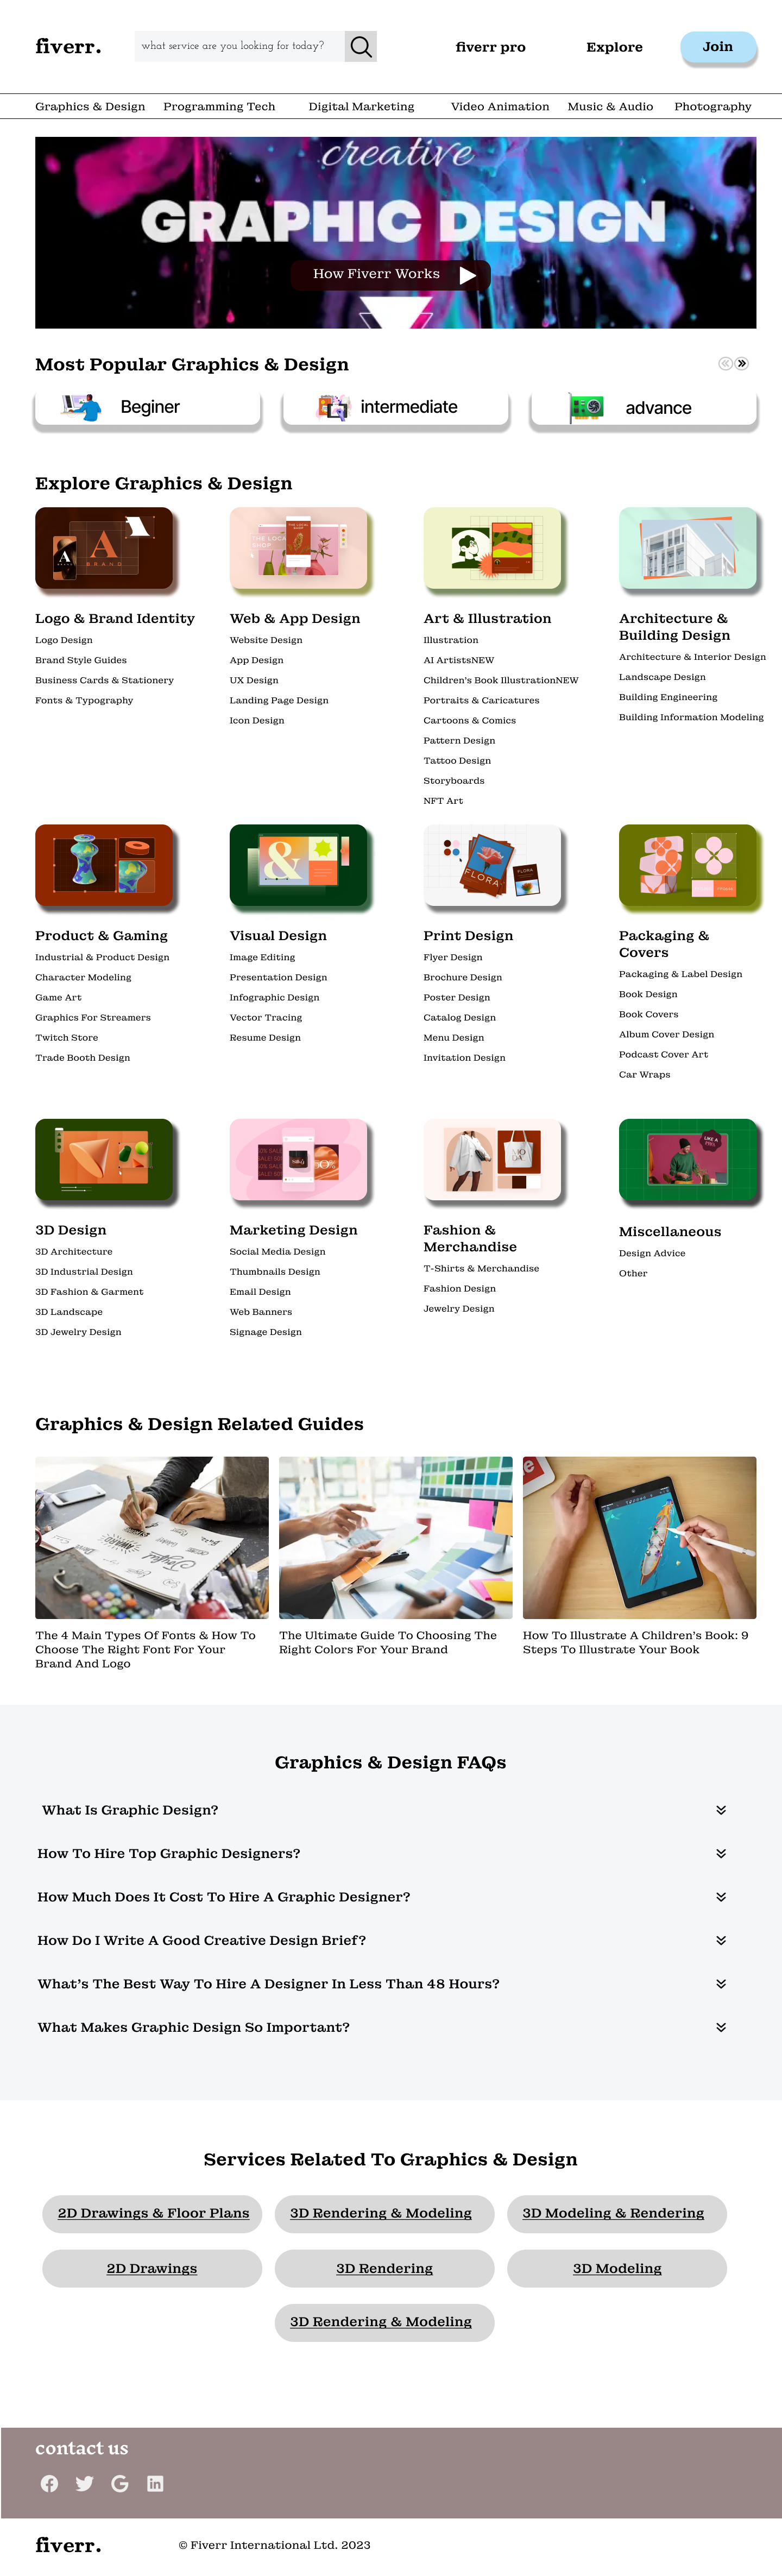 fiverr.
what service are you looking for today?
fiverr pro
Explore
Join
Graphics & Design
Programming Tech
Digital Marketing
Video Animation
Music & Audio
Photography
creative
GRAPHIC DESIGN
How Fiverr Works
Most Popular Graphics & Design
Beginer
intermediate
advance
Explore Graphics & Design
A
BRAND
Logo & Brand Identity
Logo Design
Brand Style Guides
Business Cards & Stationery
Fonts & Typography
Web & App Design
Website Design
App Design
UX Design
Landing Page Design
Icon Design
Art & Illustration
Illustration
AI ArtistsNEW
Children's Book IllustrationNEW
Portraits & Caricatures
Cartoons & Comics
Pattern Design
Tattoo Design
Storyboards
NFT Art
Architecture &
Building Design
Architecture & Interior Design
Landscape Design
Building Engineering
Building Information Modeling
Product & Gaming
Industrial & Product Design
Character Modeling
Game Art
Graphics For Streamers
Twitch Store
Trade Booth Design
&
Visual Design
Image Editing
Presentation Design
Infographic Design
Vector Tracing
Resume Design
FLORA
FLORA
Print Design
Flyer Design
Brochure Design
Poster Design
Catalog Design
Menu Design
Invitation Design
Packaging &
Covers
Packaging & Label Design
Book Design
Book Covers
Album Cover Design
Podcast Cover Art
Car Wraps
3D Design
3D Architecture
3D Industrial Design
3D Fashion & Garment
3D Landscape
3D Jewelry Design
50%
Marketing Design
Social Media Design
Thumbnails Design
Email Design
Web Banners
Signage Design
Fashion &
Merchandise
T-Shirts & Merchandise
Fashion Design
Jewelry Design
LIKE A
PRO
Miscellaneous
Design Advice
Other
Graphics & Design Related Guides
The 4 Main Types Of Fonts & How To
Choose The Right Font For Your
Brand And Logo
The Ultimate Guide To Choosing The
Right Colors For Your Brand
How To Illustrate A Children's Book: 9
Steps To Illustrate Your Book
Graphics & Design FAQs
What Is Graphic Design?
How To Hire Top Graphic Designers?
How Much Does It Cost To Hire A Graphic Designer?
How Do I Write A Good Creative Design Brief?
What's The Best Way To Hire A Designer In Less Than 48 Hours?
What Makes Graphic Design So Important?
Services Related To Graphics & Design
2D Drawings & Floor Plans
3D Rendering & Modeling
3D Modeling & Rendering
2D Drawings
3D Rendering
3D Modeling
3D Rendering & Modeling
contact us
fiverr.
© Fiverr International Ltd. 2023